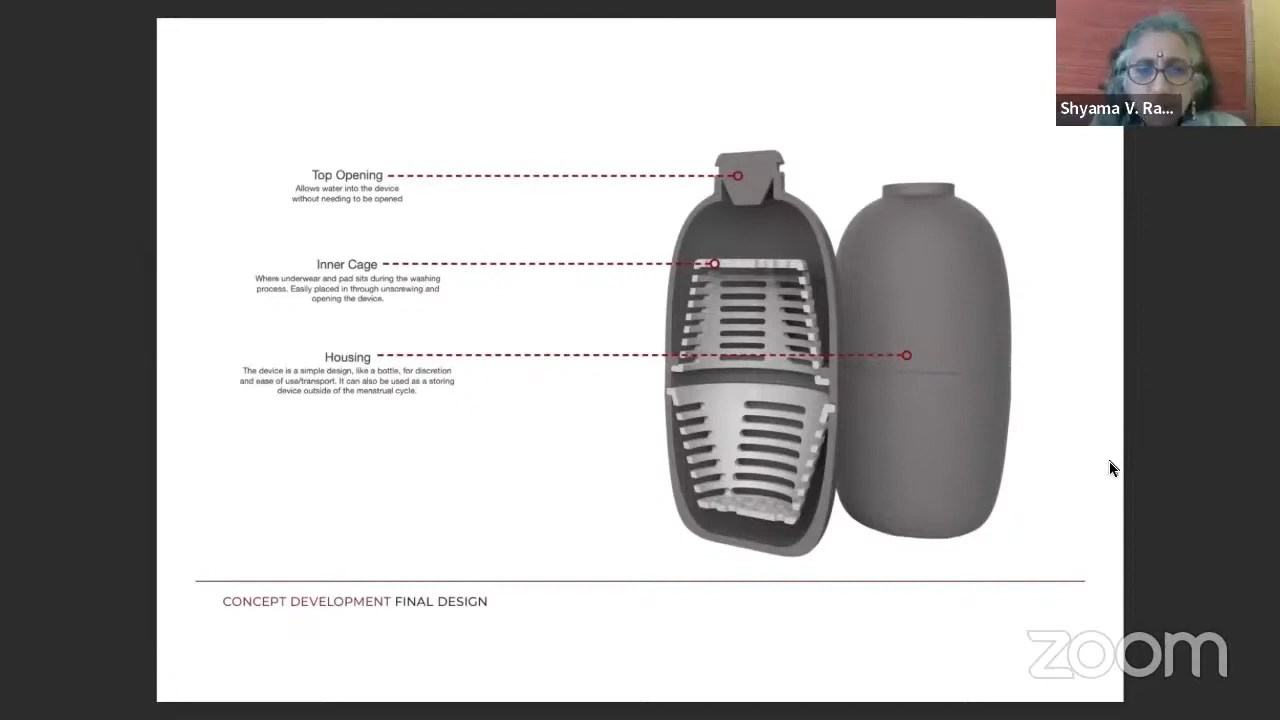 Shyama V. Ra...
Top Opening
Allows water into the device
without needing to be opened
Inner Cage
Where underwear and pad sits during the washing
process. Easily placed in through unscrewing and
opening the device.
Housing
The device is a simple design, like a bottle, for discretion
and ease of use/transport. It can also be used as a storing
device outside of the menstrual cycle.
CONCEPT DEVELOPMENT FINAL DESIGN
zoom